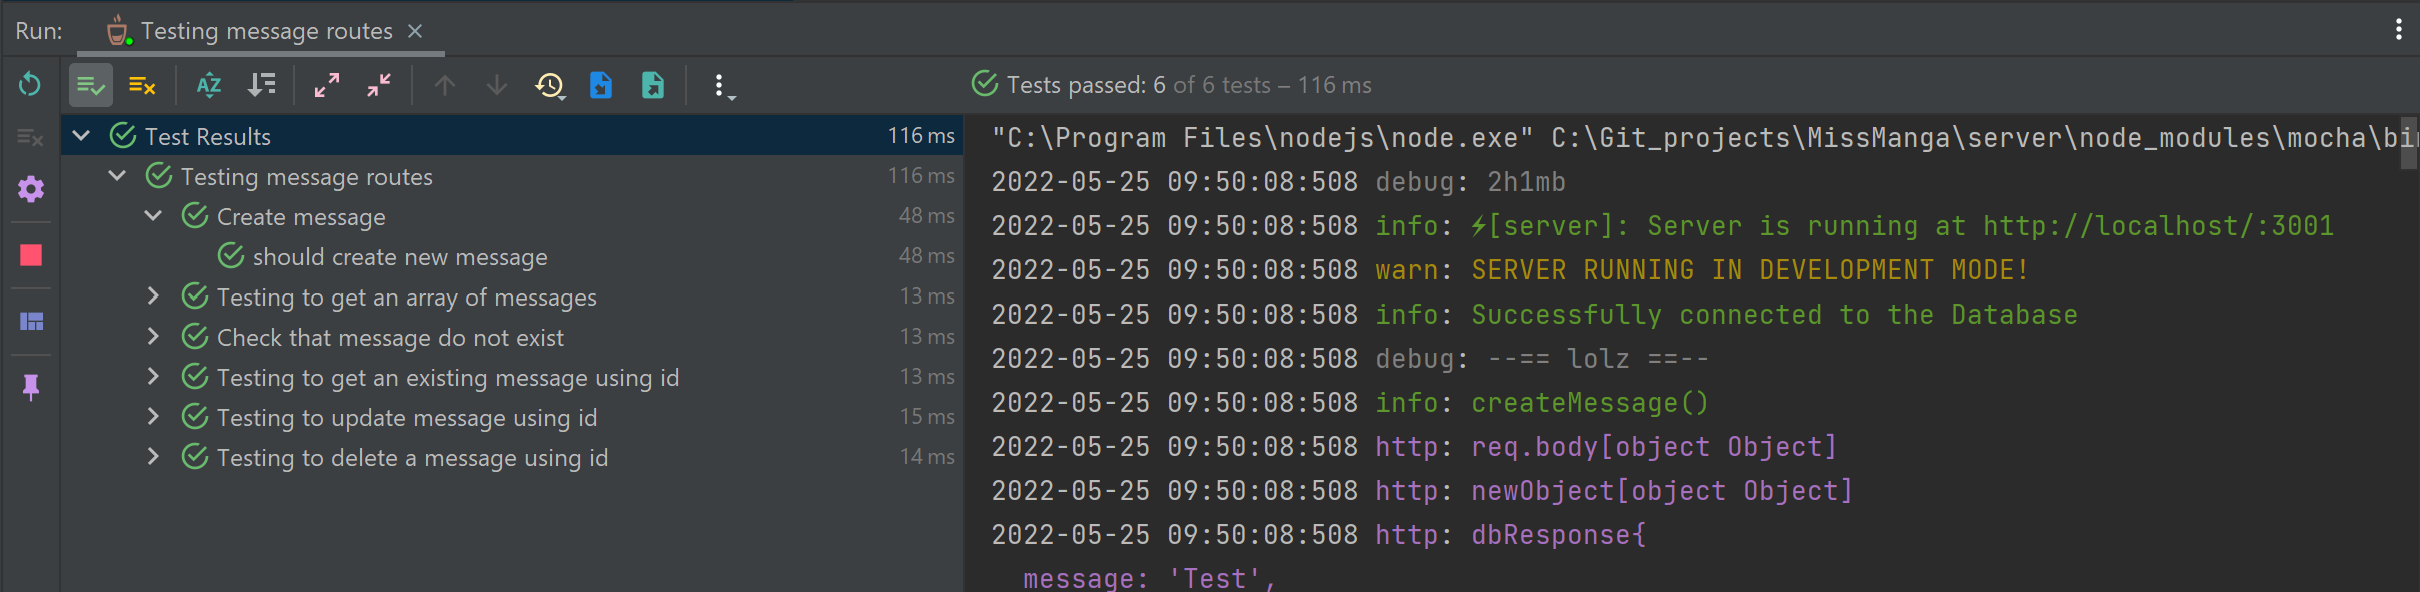 Run: Testing message routes
Tests passed: 6 of 6 tests – 116 ms
Test Results 116 ms
Testing message routes 116 ms
Create message 48 ms
should create new message 48 ms
Testing to get an array of messages 13 ms
Check that message do not exist 13 ms
Testing to get an existing message using id 13 ms
Testing to update message using id 15 ms
Testing to delete a message using id 14 ms
"C:\Program Files\nodejs\node.exe" C:\Git_projects\MissManga\server\node_modules\mocha\bin
2022-05-25 09:50:08:508 debug: 2h1mb
2022-05-25 09:50:08:508 info: ⚡[server]: Server is running at http://localhost/:3001
2022-05-25 09:50:08:508 warn: SERVER RUNNING IN DEVELOPMENT MODE!
2022-05-25 09:50:08:508 info: Successfully connected to the Database
2022-05-25 09:50:08:508 debug: --== lolz ==--
2022-05-25 09:50:08:508 info: createMessage()
2022-05-25 09:50:08:508 http: req.body[object Object]
2022-05-25 09:50:08:508 http: newObject[object Object]
2022-05-25 09:50:08:508 http: dbResponse{
message: 'Test',